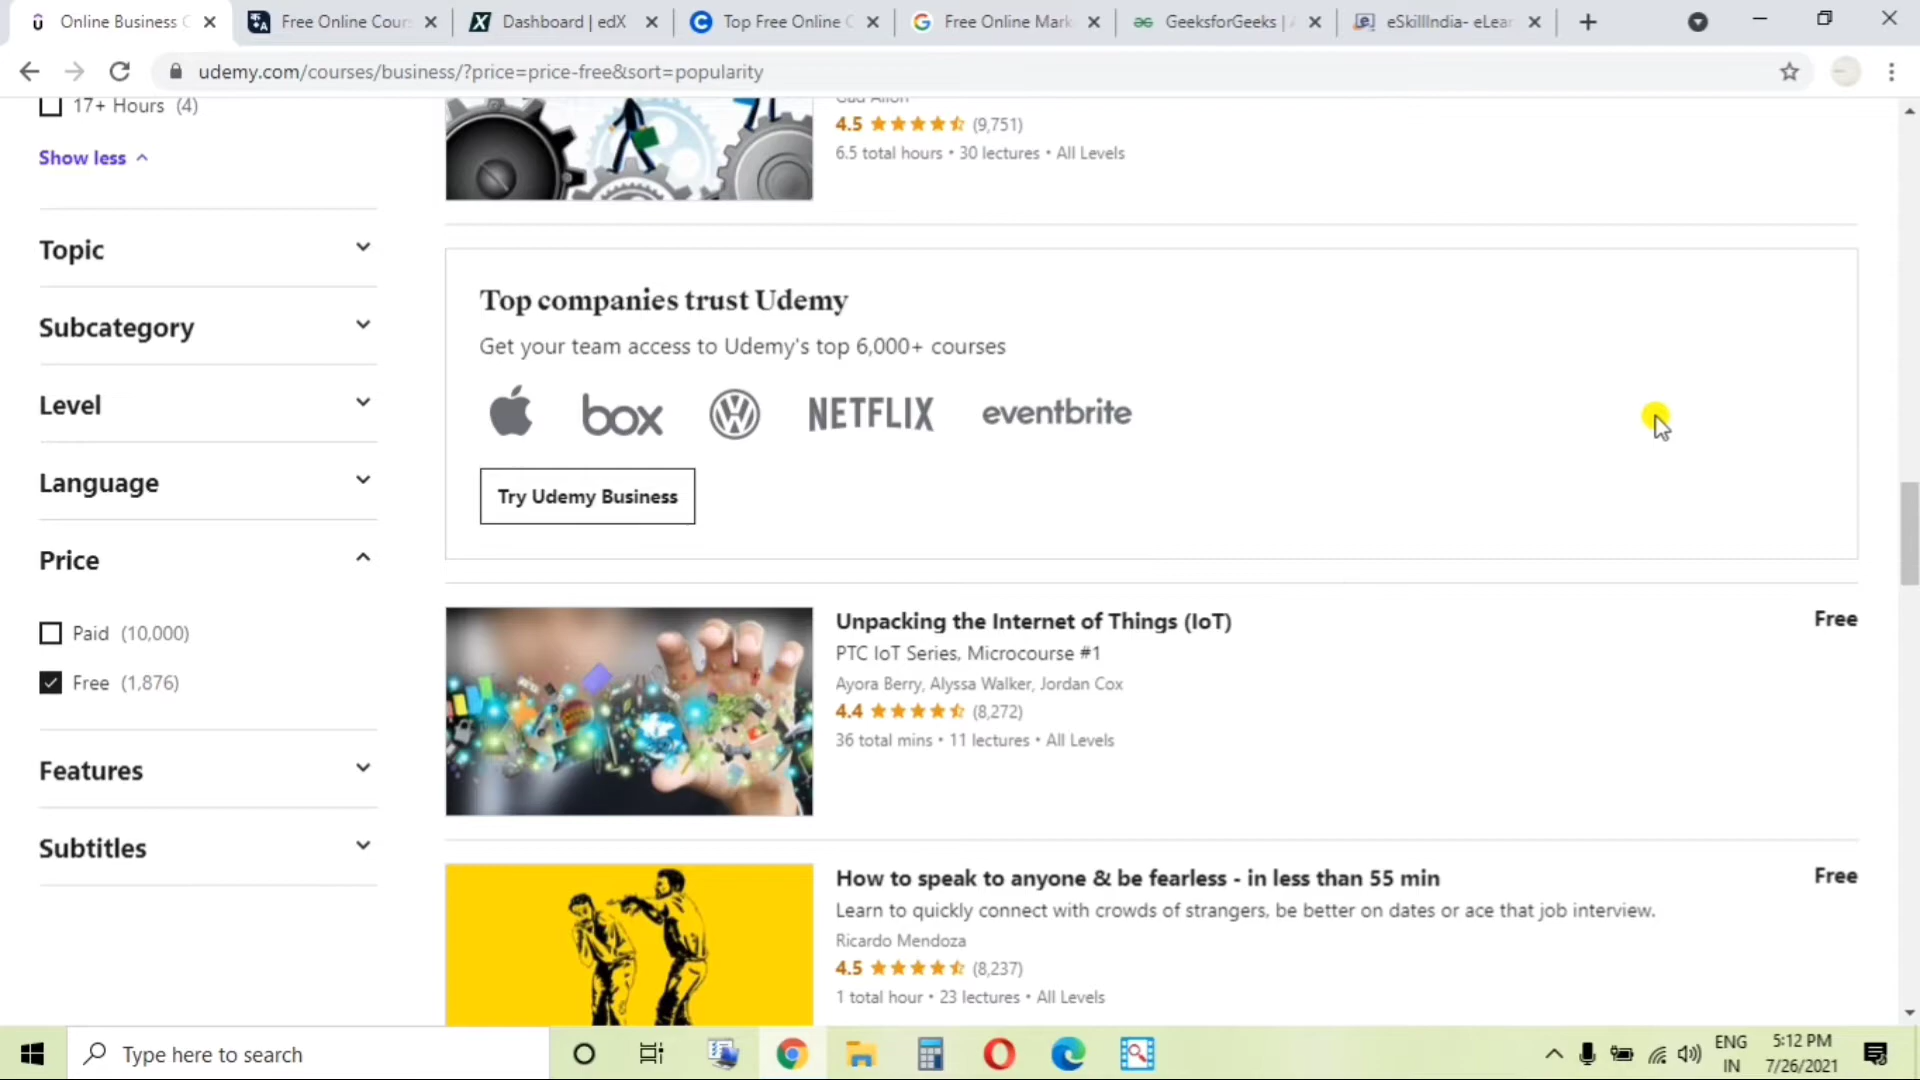 Online Business C
Free Online Cour
Dashboard | edX
Top Free Online C
Free Online Mark
GeeksforGeeks | A
eSkillIndia- eLear
udemy.com/courses/business/?price=price-free&sort=popularity
17+ Hours (4)
Show less
Topic
Subcategory
Level
Language
Price
Paid (10,000)
Free (1,876)
Features
Subtitles
Gad Allon
4.5 (9,751)
6.5 total hours • 30 lectures • All Levels
Top companies trust Udemy
Get your team access to Udemy's top 6,000+ courses
box
NETFLIX
eventbrite
Try Udemy Business
Unpacking the Internet of Things (IoT)
Free
PTC IoT Series, Microcourse #1
Ayora Berry, Alyssa Walker, Jordan Cox
4.4 (8,272)
36 total mins • 11 lectures • All Levels
How to speak to anyone & be fearless - in less than 55 min
Free
Learn to quickly connect with crowds of strangers, be better on dates or ace that job interview.
Ricardo Mendoza
4.5 (8,237)
1 total hour • 23 lectures • All Levels
Type here to search
ENG
IN
5:12 PM
7/26/2021